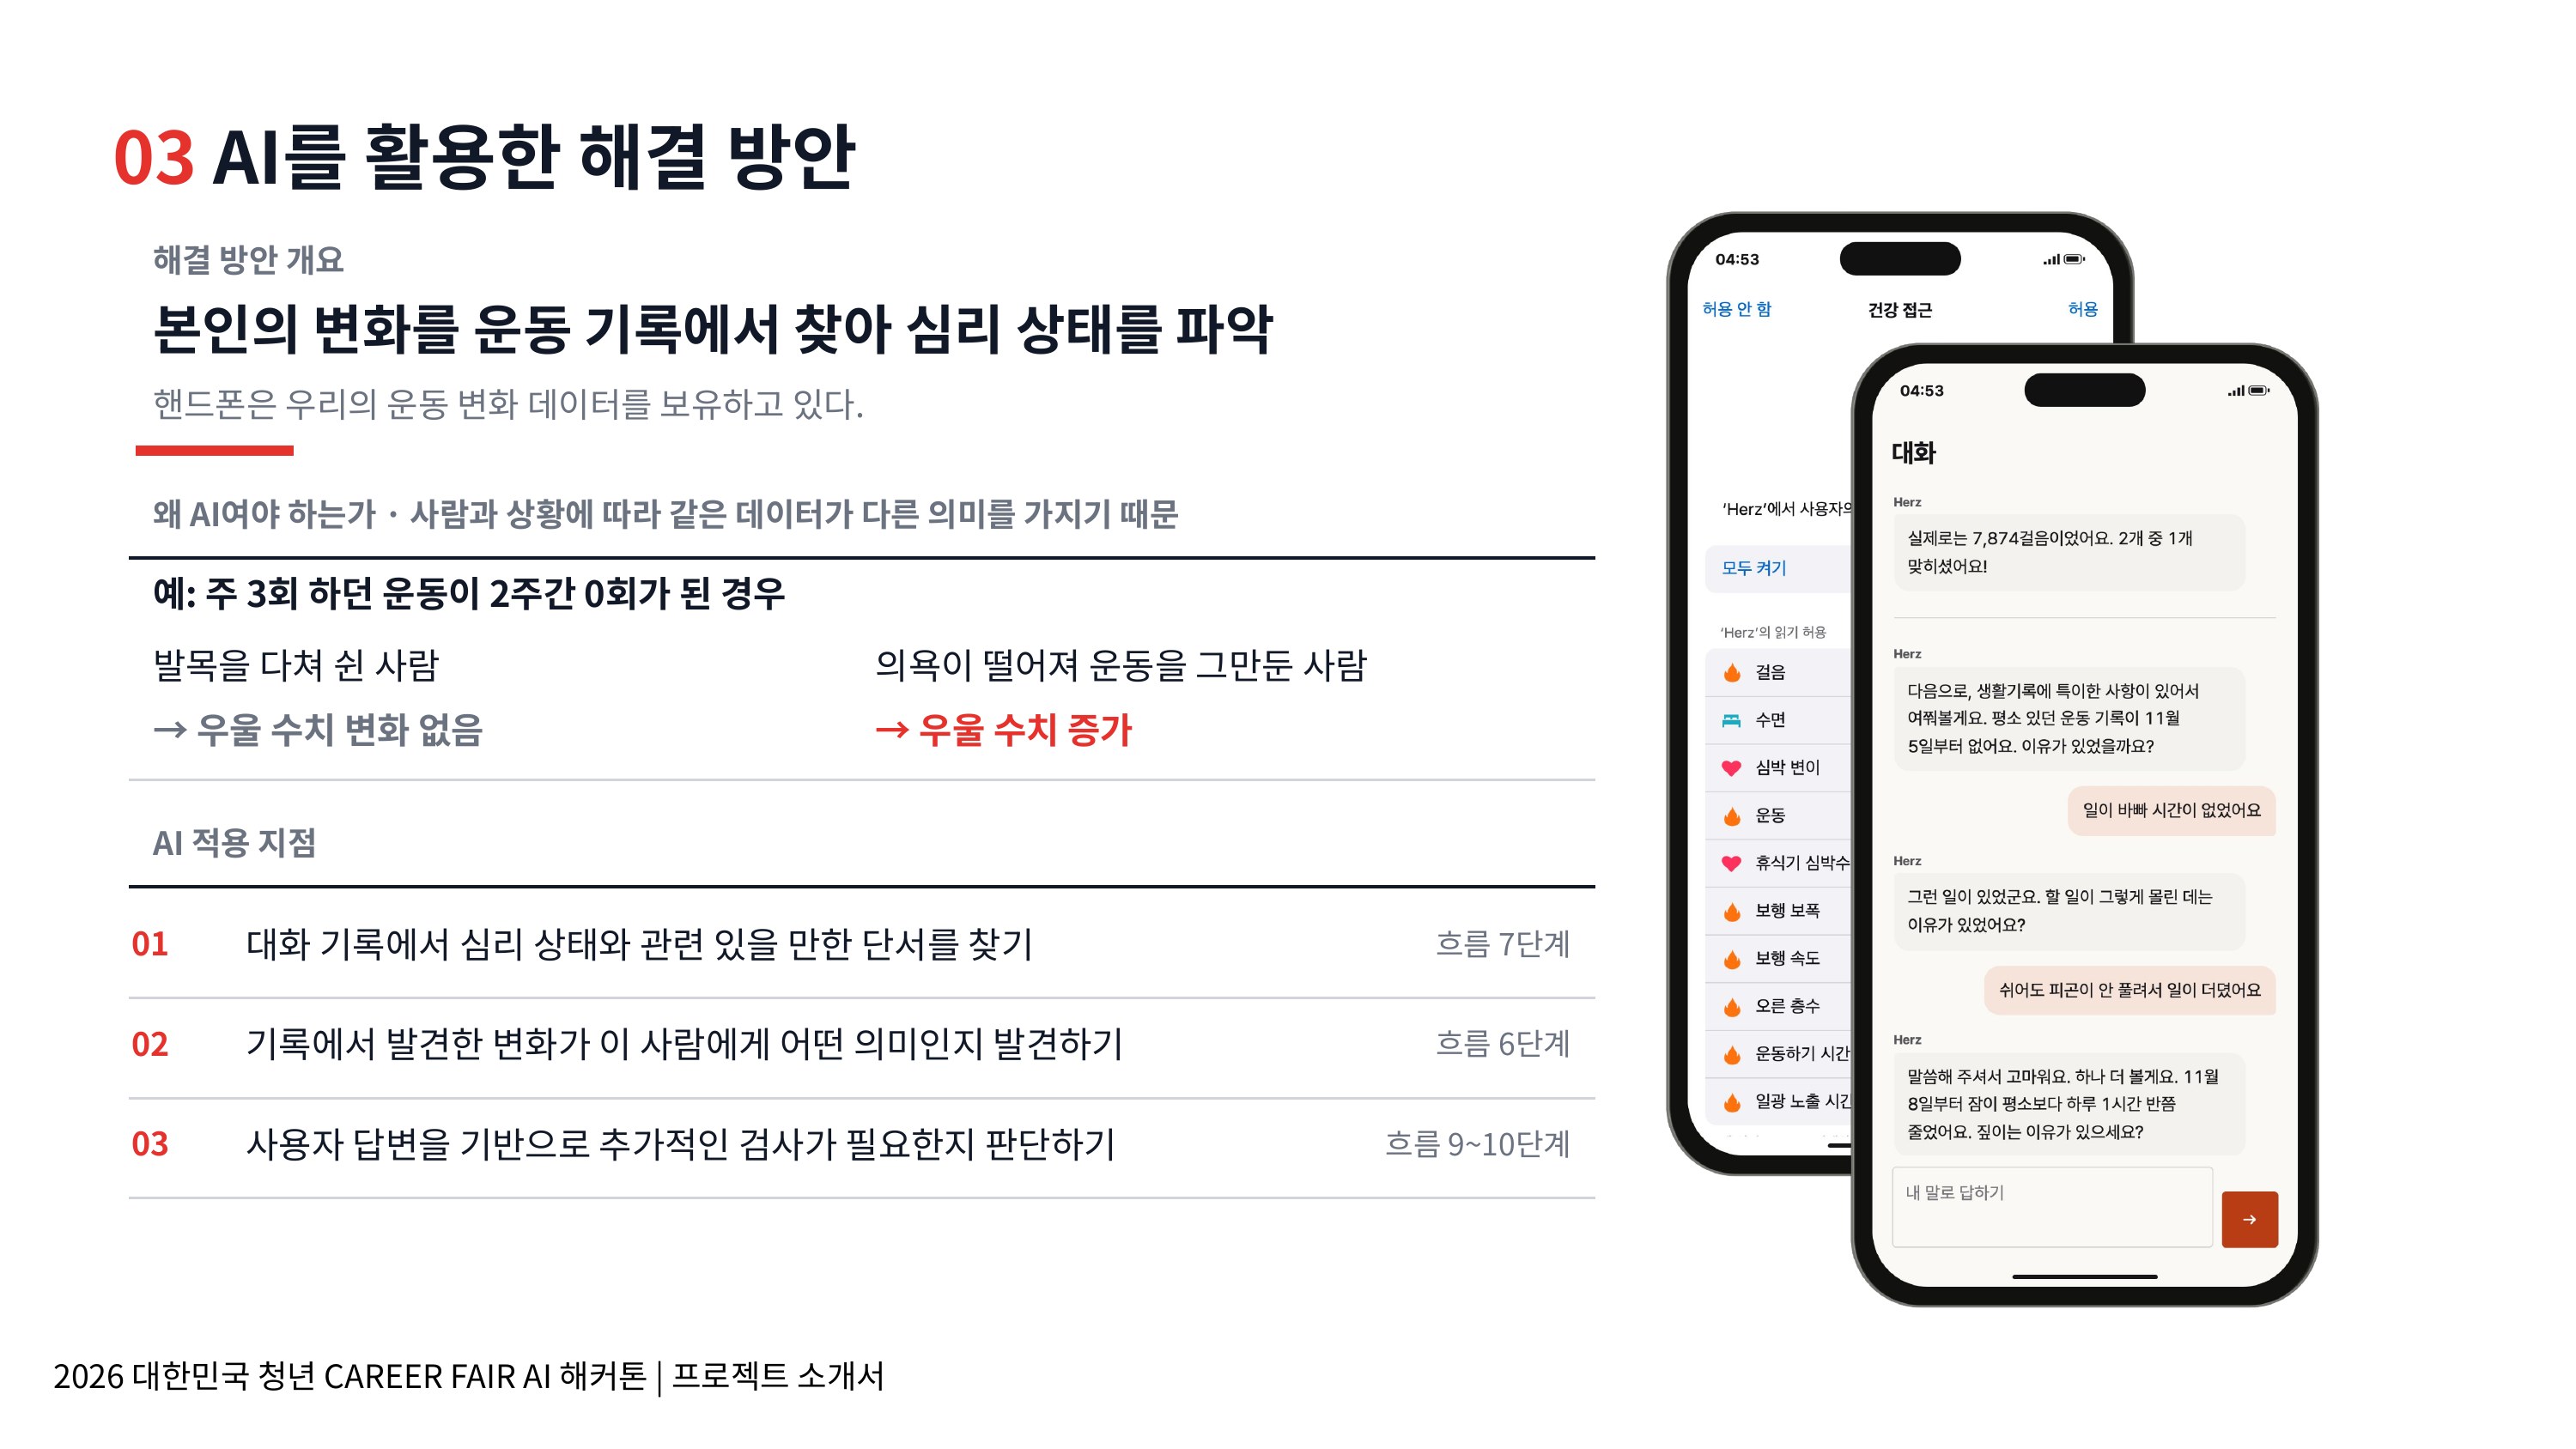 03 AI를 활용한 해결 방안
해결 방안 개요
본인의 변화를 운동 기록에서 찾아 심리 상태를 파악
핸드폰은 우리의 운동 변화 데이터를 보유하고 있다.
왜 AI여야 하는가 · 사람과 상황에 따라 같은 데이터가 다른 의미를 가지기 때문
예: 주 3회 하던 운동이 2주간 0회가 된 경우
발목을 다쳐 쉰 사람
→ 우울 수치 변화 없음
의욕이 떨어져 운동을 그만둔 사람
→ 우울 수치 증가
AI 적용 지점
01 대화 기록에서 심리 상태와 관련 있을 만한 단서를 찾기 흐름 7단계
02 기록에서 발견한 변화가 이 사람에게 어떤 의미인지 발견하기 흐름 6단계
03 사용자 답변을 기반으로 추가적인 검사가 필요한지 판단하기 흐름 9~10단계
04:53
허용 안 함 건강 접근 허용
‘Herz’에서 사용자의
모두 켜기
‘Herz’의 읽기 허용
걸음
수면
심박 변이
운동
휴식기 심박수
보행 보폭
보행 속도
오른 층수
운동하기 시간
일광 노출 시간
04:53
대화
Herz
실제로는 7,874걸음이었어요. 2개 중 1개
맞히셨어요!
Herz
다음으로, 생활기록에 특이한 사항이 있어서
여쭤볼게요. 평소 있던 운동 기록이 11월
5일부터 없어요. 이유가 있었을까요?
일이 바빠 시간이 없었어요
Herz
그런 일이 있었군요. 할 일이 그렇게 몰린 데는
이유가 있었어요?
쉬어도 피곤이 안 풀려서 일이 더뎠어요
Herz
말씀해 주셔서 고마워요. 하나 더 볼게요. 11월
8일부터 잠이 평소보다 하루 1시간 반쯤
줄었어요. 짚이는 이유가 있으세요?
내 말로 답하기
→
2026 대한민국 청년 CAREER FAIR AI 해커톤 | 프로젝트 소개서